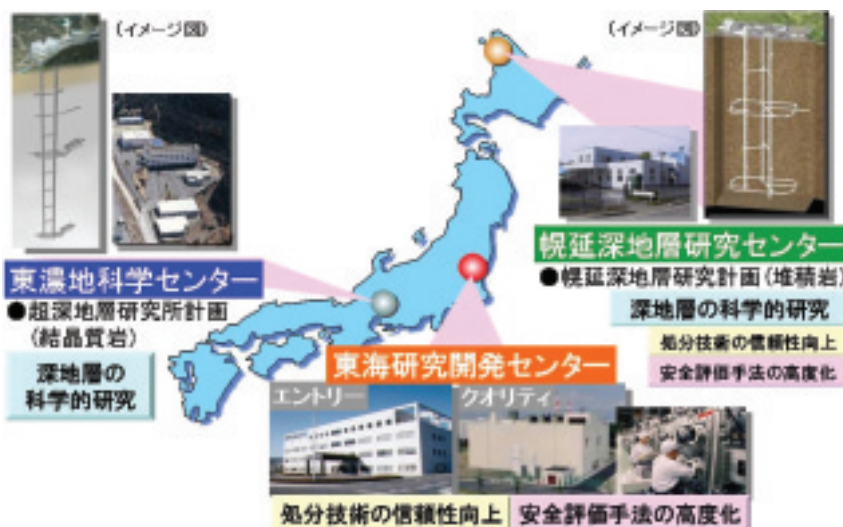 (イメージ図)
(イメージ図)
東濃地科学センター
●超深地層研究所計画
(結晶質岩)
深地層の
科学的研究
幌延深地層研究センター
●幌延深地層研究計画(堆積岩)
深地層の科学的研究
処分技術の信頼性向上
安全評価手法の高度化
東海研究開発センター
エントリー
クオリティ
処分技術の信頼性向上
安全評価手法の高度化